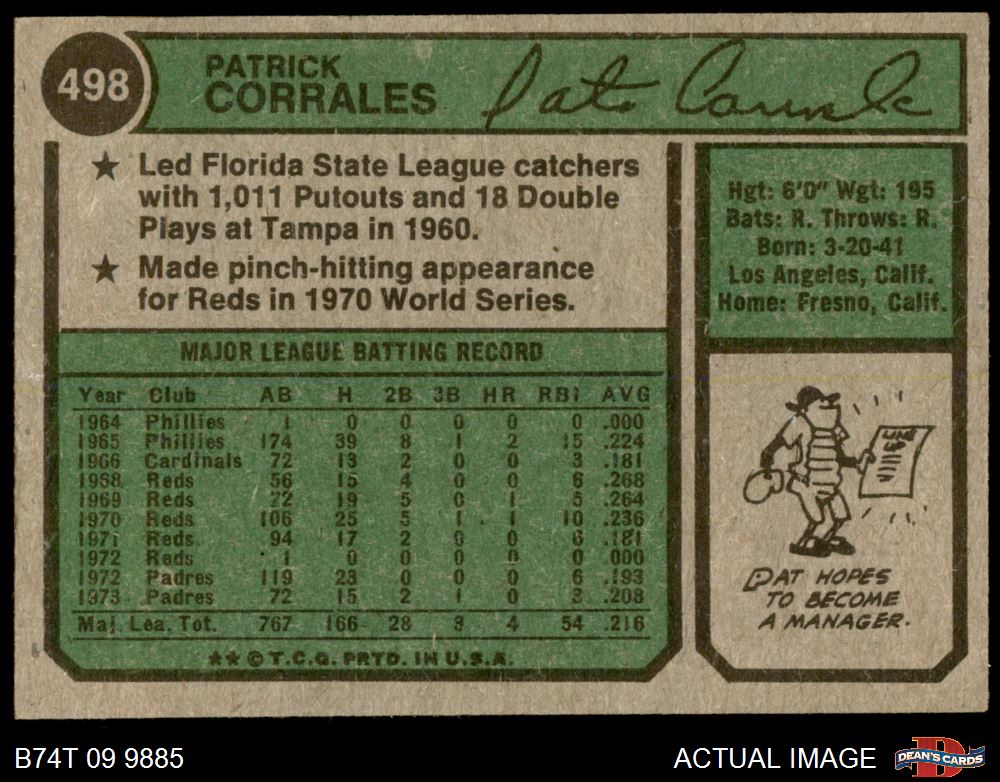 498
PATRICK
CORRALES
Pat Corrales
★ Led Florida State League catchers
with 1,011 Putouts and 18 Double
Plays at Tampa in 1960.
★ Made pinch-hitting appearance
for Reds in 1970 World Series.
Hgt: 6'0" Wgt: 195
Bats: R. Throws: R.
Born: 3-20-41
Los Angeles, Calif.
Home: Fresno, Calif.
MAJOR LEAGUE BATTING RECORD
Year Club AB H 2B 3B HR RBI AVG
1964 Phillies 1 0 0 0 0 0 .000
1965 Phillies 174 39 8 1 2 15 .224
1966 Cardinals 72 13 2 0 0 3 .181
1968 Reds 56 15 4 0 0 6 .268
1969 Reds 72 19 5 0 1 5 .264
1970 Reds 106 25 5 1 1 10 .236
1971 Reds 94 17 2 0 0 6 .181
1972 Reds 1 0 0 0 0 0 .000
1972 Padres 119 23 0 0 0 6 .193
1973 Padres 72 15 2 1 0 3 .208
Maj. Lea. Tot. 767 166 28 3 4 54 .216
★★ © T.C.G. PRTD. IN U.S.A.
PAT HOPES
TO BECOME
A MANAGER.
B74T 09 9885
ACTUAL IMAGE
DEAN'S CARDS